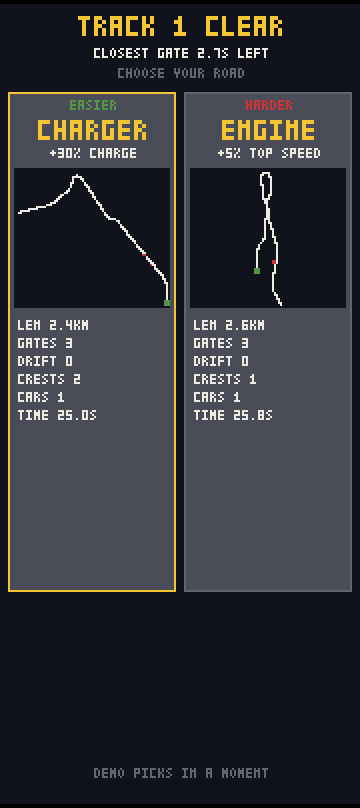 TRACK 1 CLEAR
CLOSEST GATE 2.7S LEFT
CHOOSE YOUR ROAD
EASIER
CHARGER
+30% CHARGE
LEN 2.4KM
GATES 3
DRIFT 0
CRESTS 2
CARS 1
TIME 25.0S
HARDER
ENGINE
+5% TOP SPEED
LEN 2.6KM
GATES 3
DRIFT 0
CRESTS 1
CARS 1
TIME 25.8S
DEMO PICKS IN A MOMENT